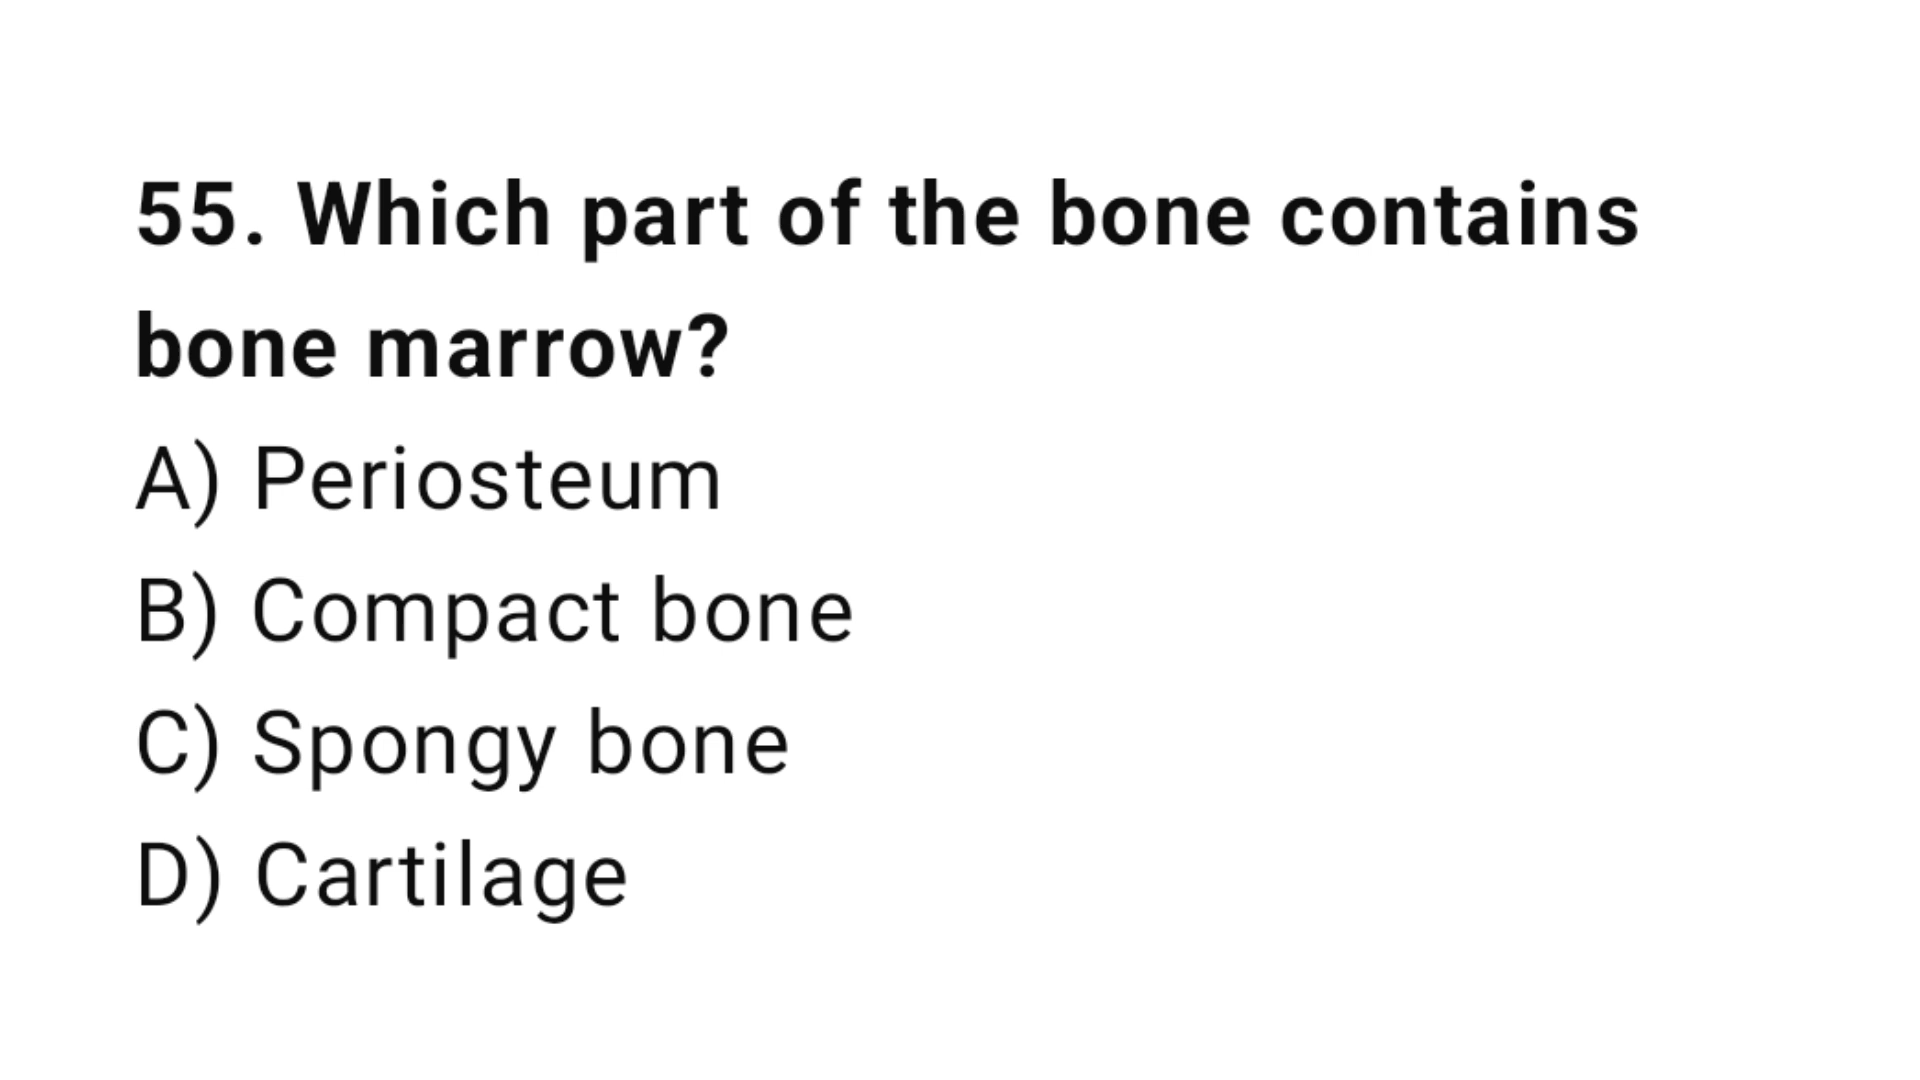 55. Which part of the bone contains
bone marrow?
A) Periosteum
B) Compact bone
C) Spongy bone
D) Cartilage